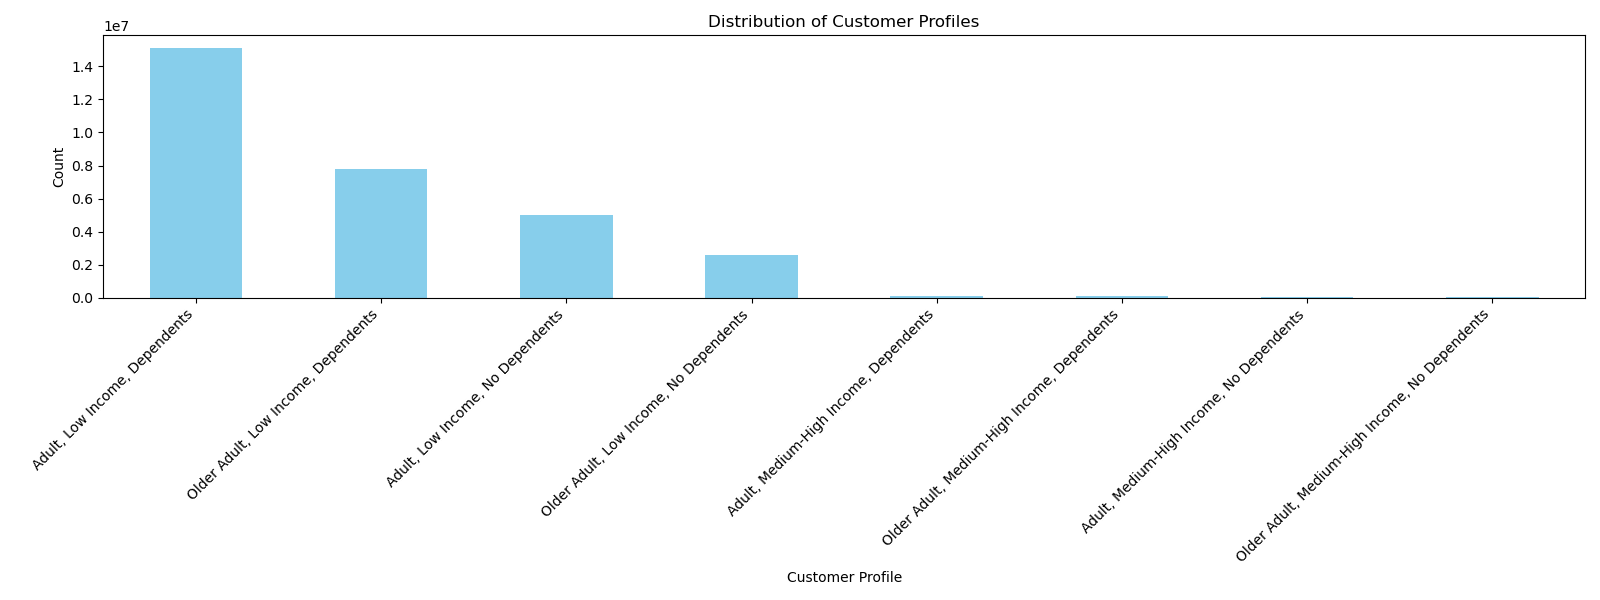 Distribution of Customer Profiles
1e7
1.4
1.2
1.0
0.8
0.6
0.4
0.2
0.0
Count
Adult, Low Income, Dependents
Older Adult, Low Income, Dependents
Adult, Low Income, No Dependents
Older Adult, Low Income, No Dependents
Adult, Medium-High Income, Dependents
Older Adult, Medium-High Income, Dependents
Adult, Medium-High Income, No Dependents
Older Adult, Medium-High Income, No Dependents
Customer Profile